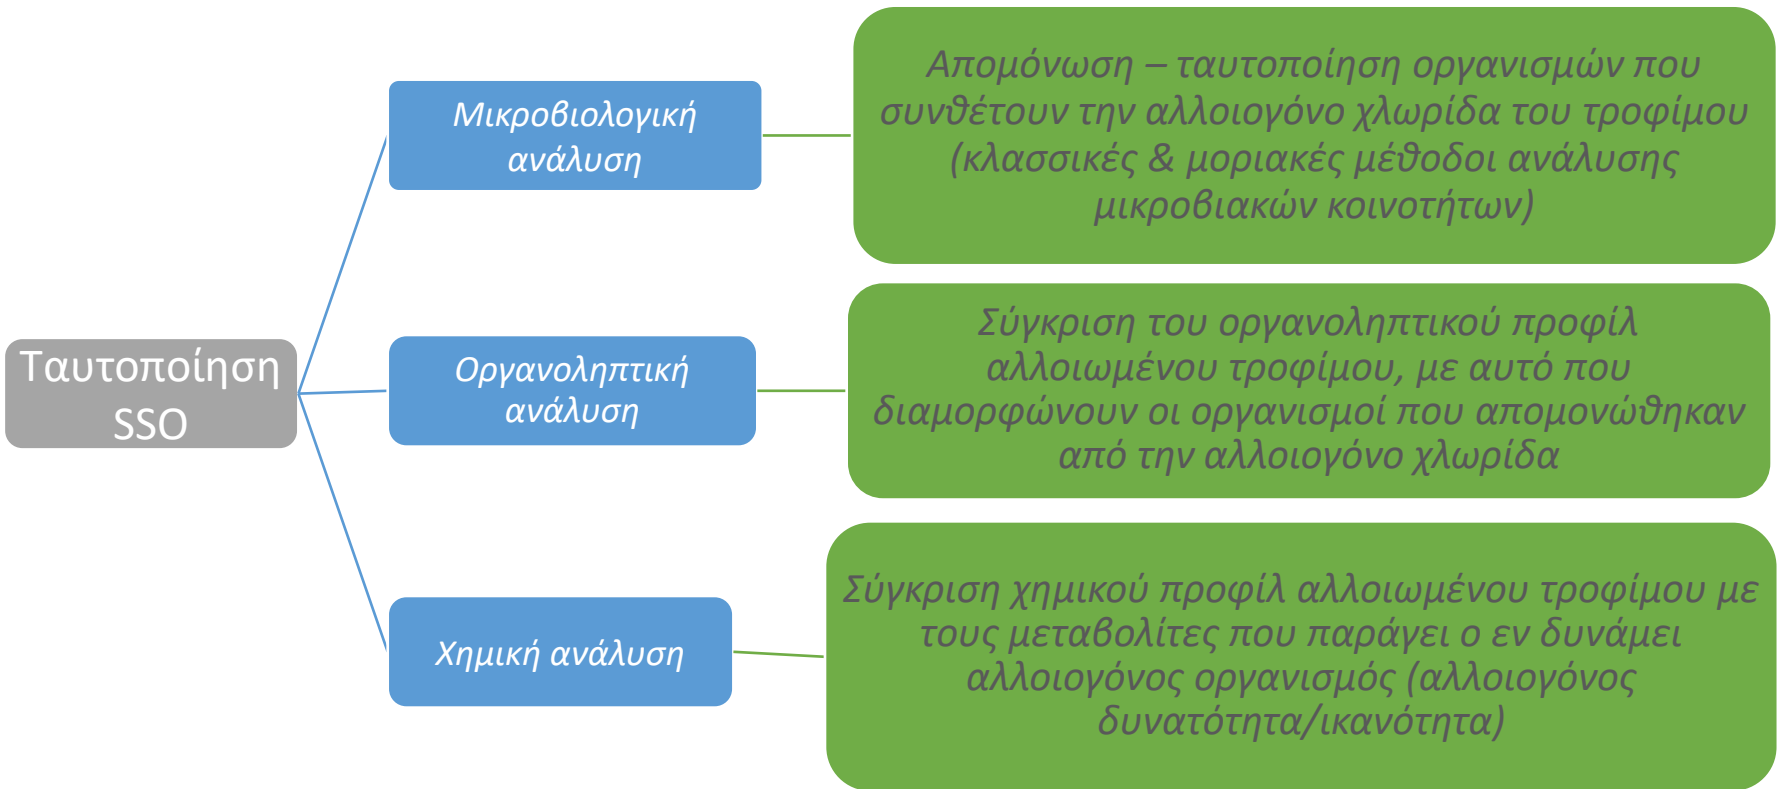 Ταυτοποίηση
SSO
Μικροβιολογική
ανάλυση
Απομόνωση – ταυτοποίηση οργανισμών που
συνθέτουν την αλλοιογόνο χλωρίδα του τροφίμου
(κλασσικές & μοριακές μέθοδοι ανάλυσης
μικροβιακών κοινοτήτων)
Οργανοληπτική
ανάλυση
Σύγκριση του οργανοληπτικού προφίλ
αλλοιωμένου τροφίμου, με αυτό που
διαμορφώνουν οι οργανισμοί που απομονώθηκαν
από την αλλοιογόνο χλωρίδα
Χημική ανάλυση
Σύγκριση χημικού προφίλ αλλοιωμένου τροφίμου με
τους μεταβολίτες που παράγει ο εν δυνάμει
αλλοιογόνος οργανισμός (αλλοιογόνος
δυνατότητα/ικανότητα)